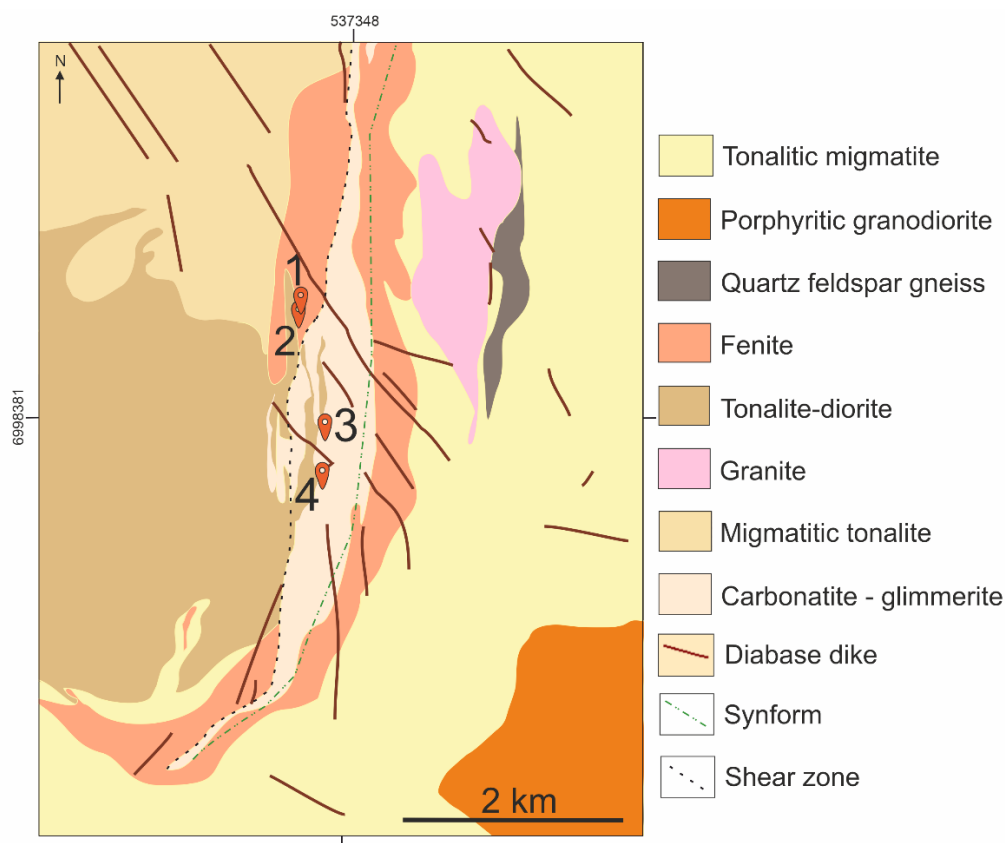 537348
N
6998381
1
2
3
4
2 km
Tonalitic migmatite
Porphyritic granodiorite
Quartz feldspar gneiss
Fenite
Tonalite-diorite
Granite
Migmatitic tonalite
Carbonatite - glimmerite
Diabase dike
Synform
Shear zone